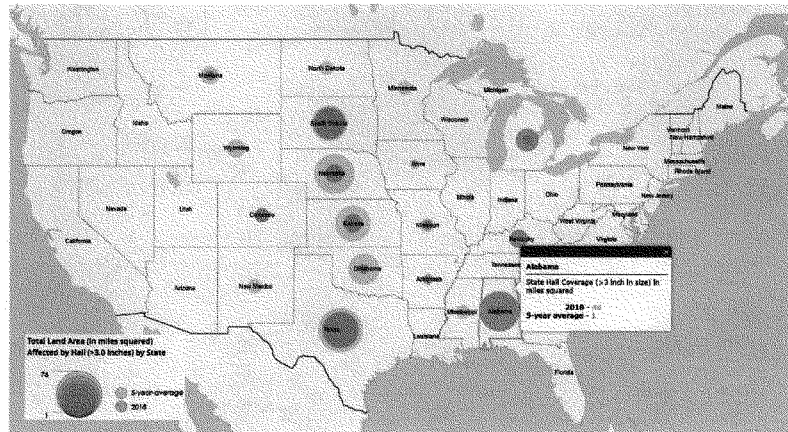 Washington
Montana
North Dakota
Minnesota
Michigan
Maine
Oregon
Idaho
South Dakota
Wisconsin
Vermont
New Hampshire
New York
Wyoming
Massachusetts
Rhode Island
Nebraska
Iowa
Pennsylvania
New Jersey
Nevada
Utah
Colorado
Kansas
Missouri
Illinois
Indiana
Ohio
West Virginia
Maryland
Virginia
Kentucky
California
Arizona
New Mexico
Oklahoma
Arkansas
Tennessee
Alabama
State Hail Coverage (>3 inch in size) in
miles squared
2018 -
5-year average - 1
Texas
Louisiana
Mississippi
Alabama
Florida
Total Land Area (in miles squared)
Affected by Hail (>3.0 inches) by State
78
5-year-average
2018
1